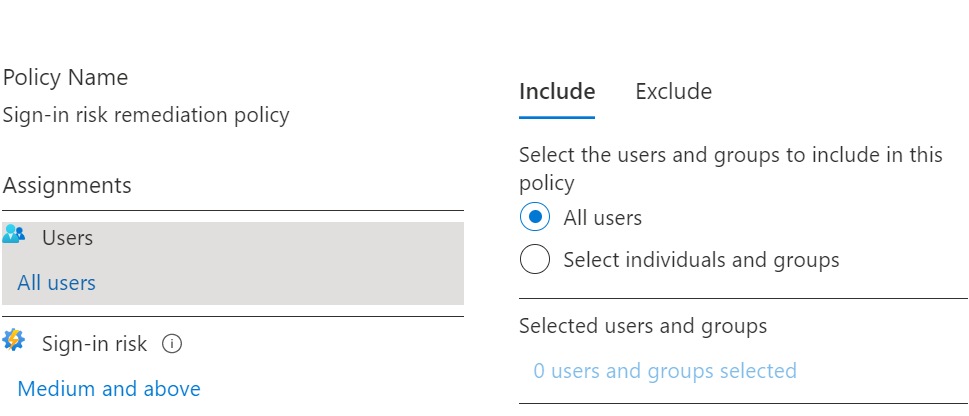 Policy Name
Sign-in risk remediation policy
Assignments
Users
All users
Sign-in risk
Medium and above
Include Exclude
Select the users and groups to include in this
policy
All users
Select individuals and groups
Selected users and groups
0 users and groups selected